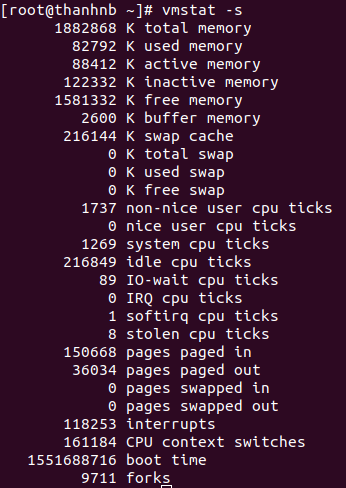 [root@thanhnb ~]# vmstat -s
1882868 K total memory
82792 K used memory
88412 K active memory
122332 K inactive memory
1581332 K free memory
2600 K buffer memory
216144 K swap cache
0 K total swap
0 K used swap
0 K free swap
1737 non-nice user cpu ticks
0 nice user cpu ticks
1269 system cpu ticks
216849 idle cpu ticks
89 IO-wait cpu ticks
0 IRQ cpu ticks
1 softirq cpu ticks
8 stolen cpu ticks
150668 pages paged in
36034 pages paged out
0 pages swapped in
0 pages swapped out
118253 interrupts
161184 CPU context switches
1551688716 boot time
9711 forks